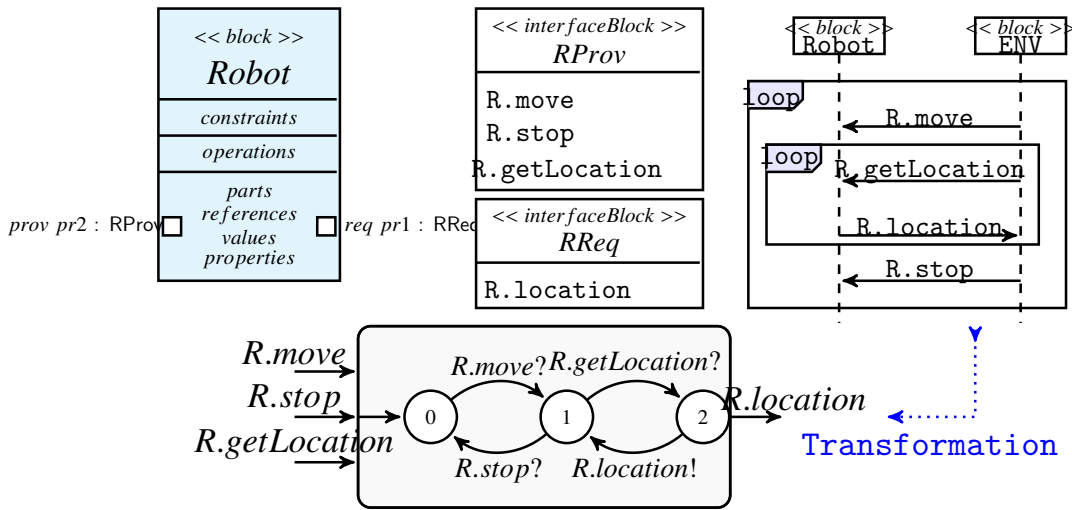 << block >>
Robot
constraints
operations
parts
references
values
properties
prov pr2 : RProv
req pr1 : RReq
<< interfaceBlock >>
RProv
R.move
R.stop
R.getLocation
<< interfaceBlock >>
RReq
R.location
<< block >>
Robot
<< block >>
ENV
loop
R.move
loop
R.getLocation
R.location
R.stop
R.move
R.stop
R.getLocation
R.move?
R.getLocation?
0
1
2
R.stop?
R.location!
R.location
Transformation